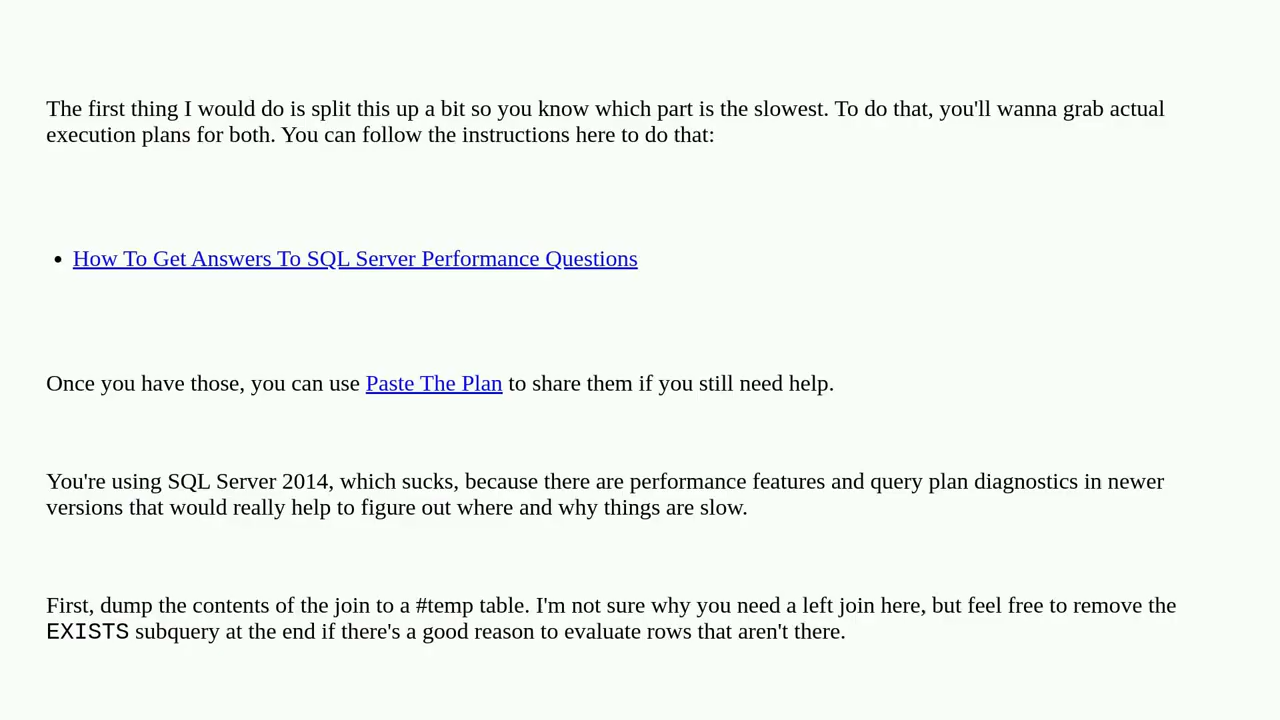 The first thing I would do is split this up a bit so you know which part is the slowest. To do that, you'll wanna grab actual
execution plans for both. You can follow the instructions here to do that:
• How To Get Answers To SQL Server Performance Questions
Once you have those, you can use Paste The Plan to share them if you still need help.
You're using SQL Server 2014, which sucks, because there are performance features and query plan diagnostics in newer
versions that would really help to figure out where and why things are slow.
First, dump the contents of the join to a #temp table. I'm not sure why you need a left join here, but feel free to remove the
EXISTS subquery at the end if there's a good reason to evaluate rows that aren't there.